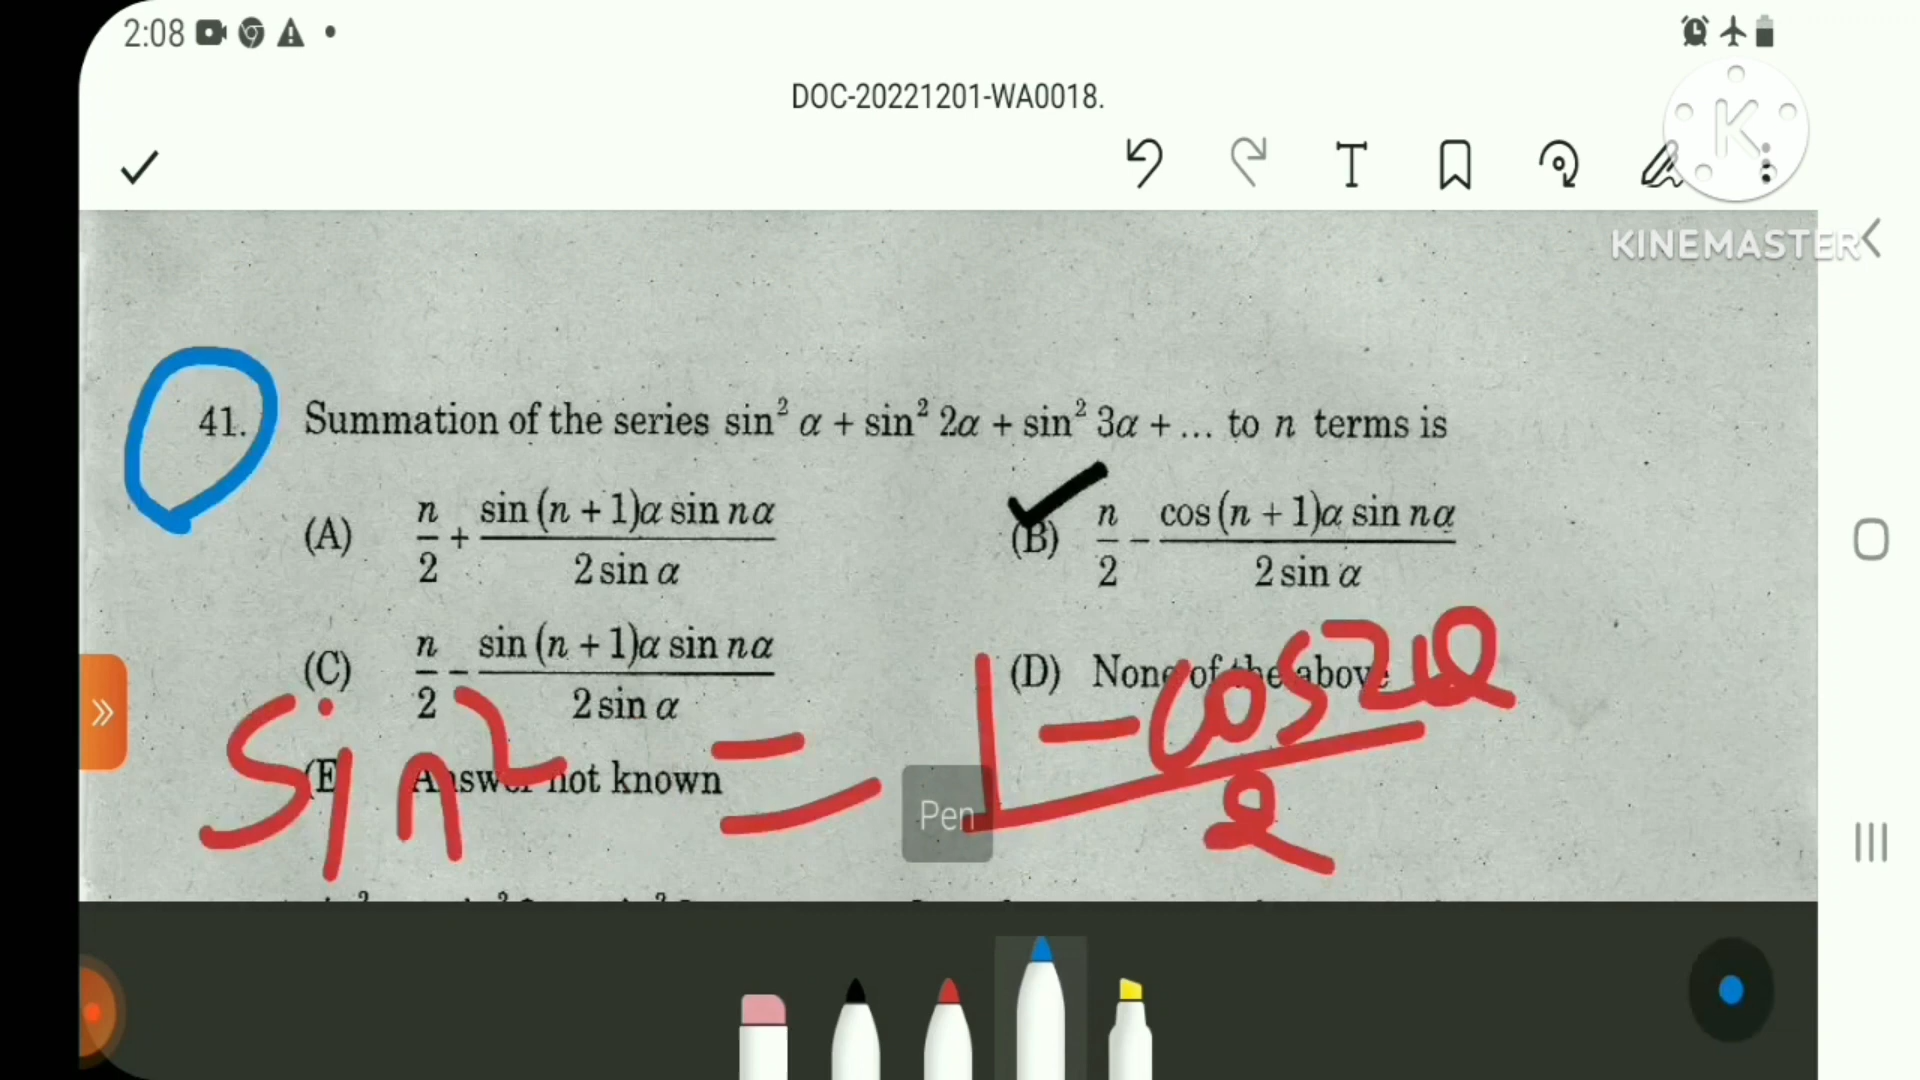 2:08
DOC-20221201-WA0018.
T
K
KINEMASTER
41. Summation of the series sin² α + sin² 2α + sin² 3α + ... to n terms is
(A) n/2 + sin(n + 1)α sin nα / 2 sin α
(B) n/2 − cos(n + 1)α sin nα / 2 sin α
(C) n/2 − sin(n + 1)α sin nα / 2 sin α
(D) None of the above
(E) Answer not known
sin² = 1 − cos2θ / 2
Pen